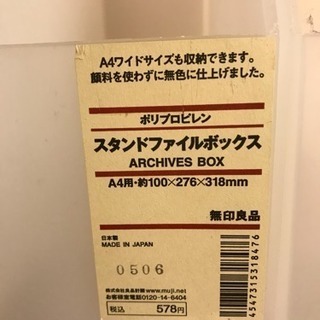 A4ワイドサイズも収納できます。
顔料を使わずに無色に仕上げました。
ポリプロピレン
スタンドファイルボックス
ARCHIVES BOX
A4用・約100×276×318mm
無印良品
日本製
MADE IN JAPAN
0506
株式会社良品計画 www.muji.net
お客様室電話0120-14-6404
税込 578円
4547315318476